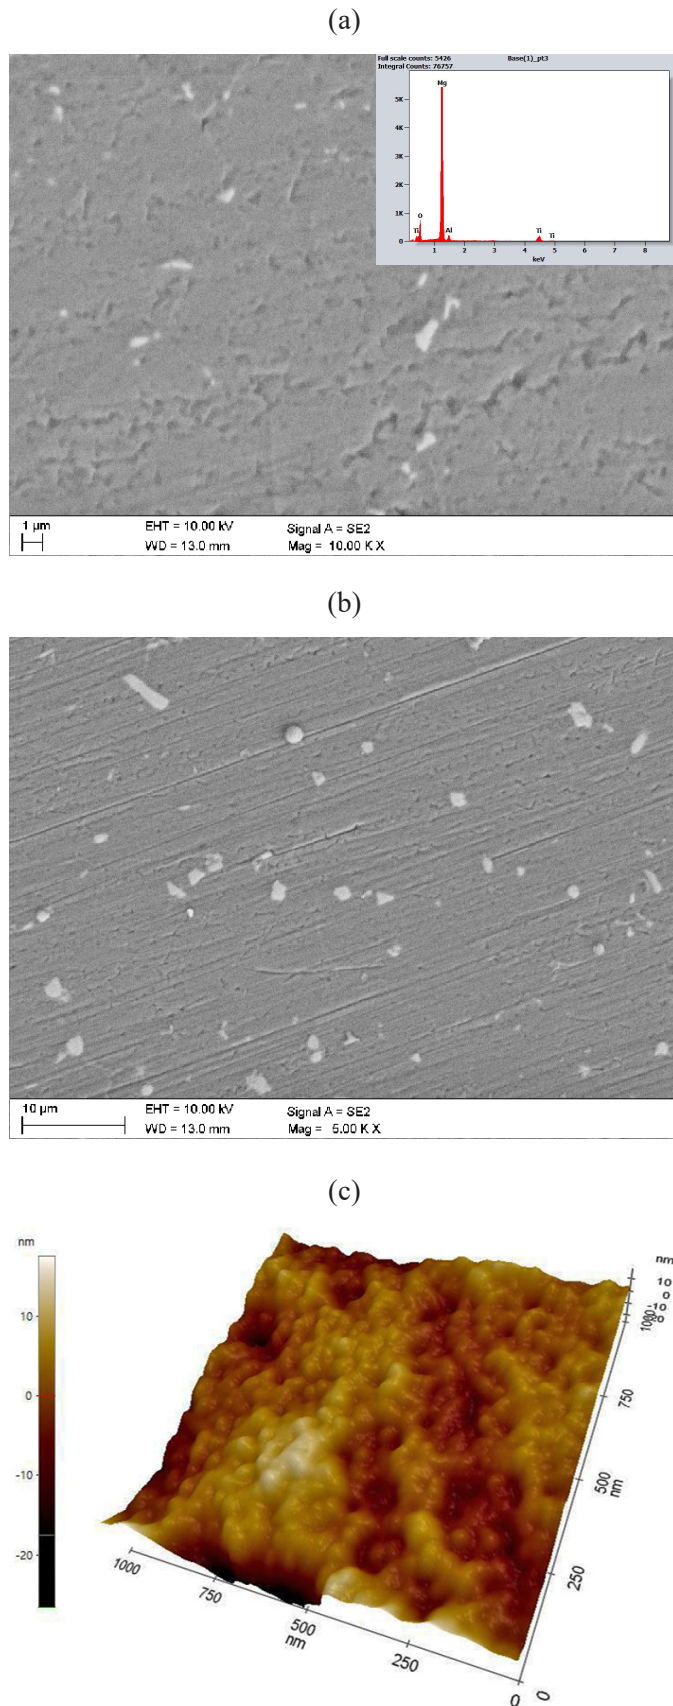 (a)
Full scale counts: 5426 Base(1)_pt3
Integral Counts: 76757
Mg
5K
4K
3K
2K
1K
0
Ti
O
Al
Ti
Ti
1 2 3 4 5 6 7 8
keV
1 µm EHT = 10.00 kV Signal A = SE2
WD = 13.0 mm Mag = 10.00 K X
(b)
10 µm EHT = 10.00 kV Signal A = SE2
WD = 13.0 mm Mag = 5.00 K X
(c)
nm
10
0
-10
-20
nm
10
0
-10
1000
750
500
nm
250
0
1000
750
500
nm
250
0